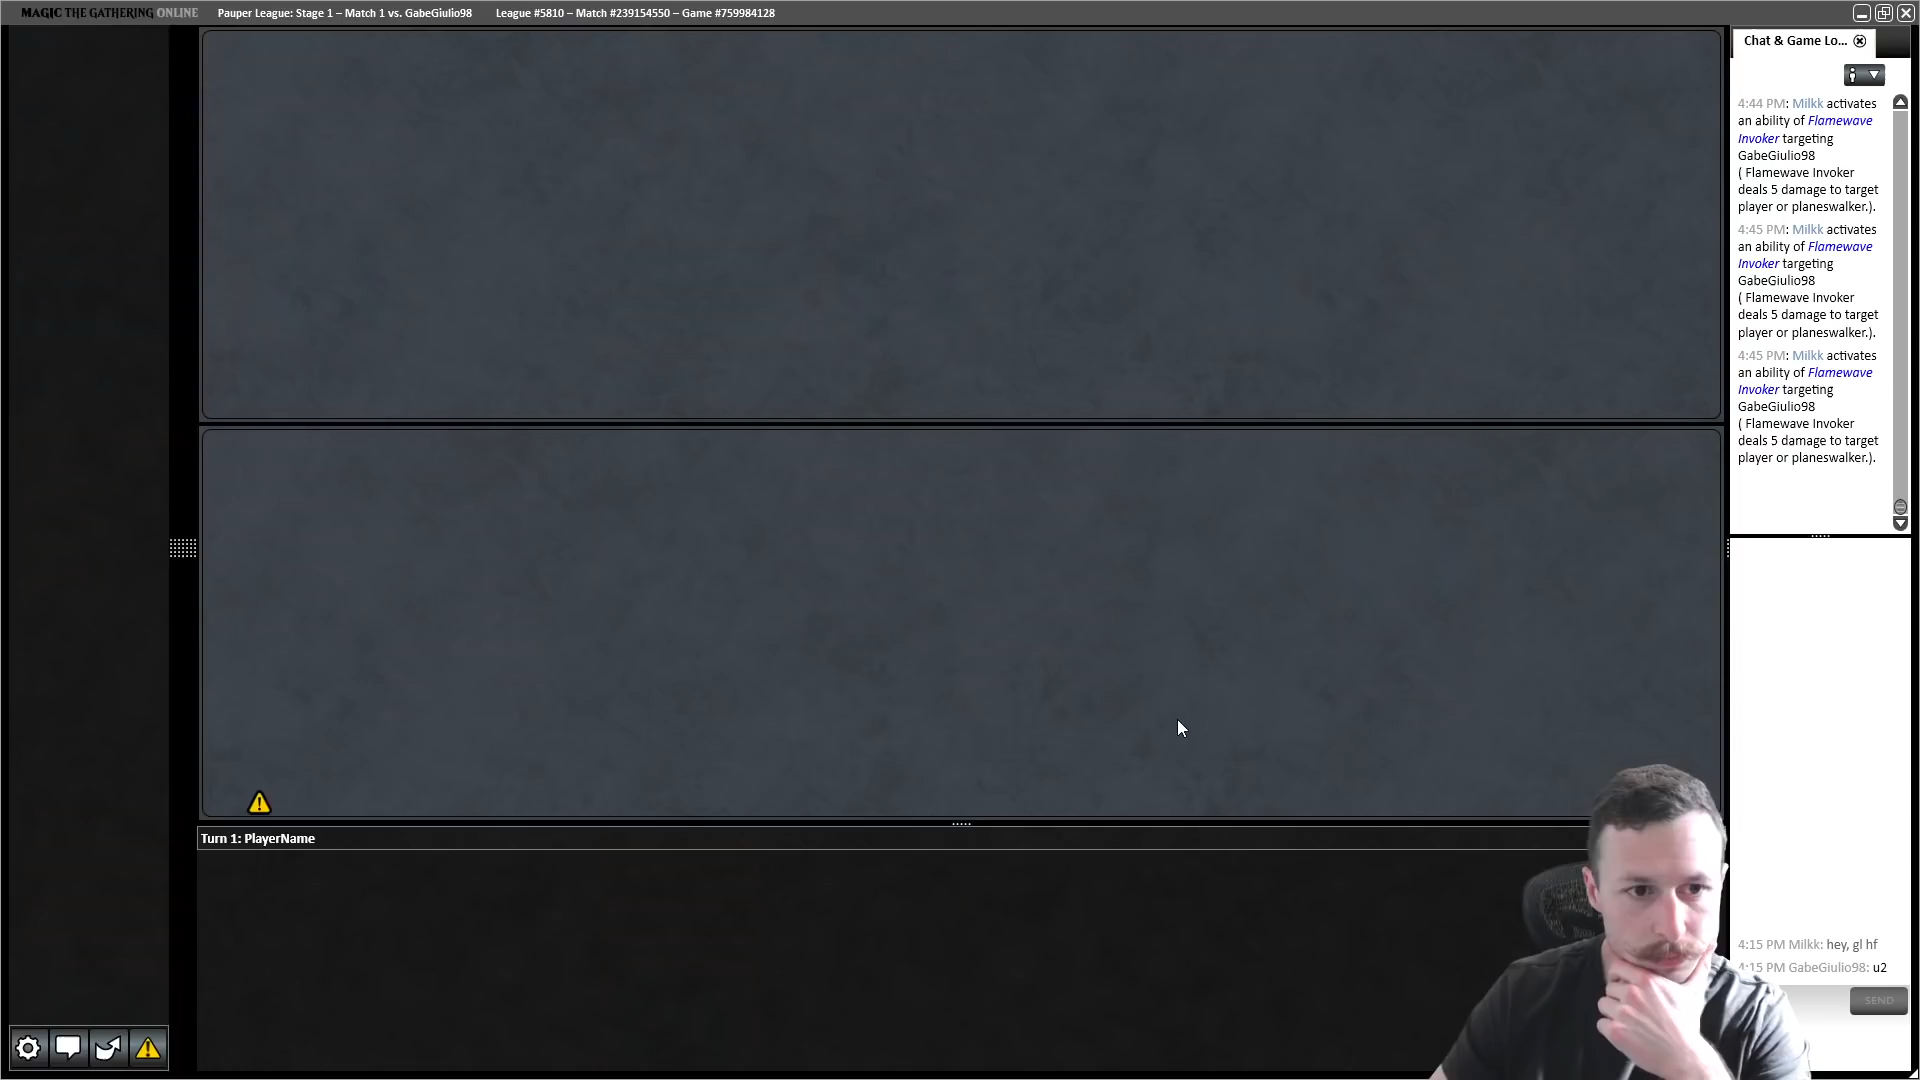 MAGIC THE GATHERING ONLINE
Pauper League: Stage 1 – Match 1 vs. GabeGiulio98
League #5810 – Match #239154550 – Game #759984128
Chat & Game Lo...
4:44 PM: Milkk activates
an ability of Flamewave
Invoker targeting
GabeGiulio98
( Flamewave Invoker
deals 5 damage to target
player or planeswalker.).
4:45 PM: Milkk activates
an ability of Flamewave
Invoker targeting
GabeGiulio98
( Flamewave Invoker
deals 5 damage to target
player or planeswalker.).
4:45 PM: Milkk activates
an ability of Flamewave
Invoker targeting
GabeGiulio98
( Flamewave Invoker
deals 5 damage to target
player or planeswalker.).
Turn 1: PlayerName
4:15 PM Milkk: hey, gl hf
4:15 PM GabeGiulio98: u2
SEND